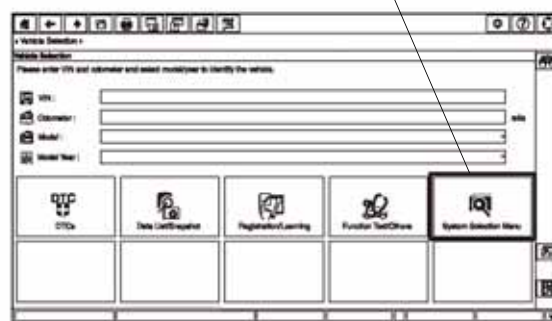 › Vehicle Selection ›
Vehicle Selection
Please enter VIN and odometer and select model/year to identify the vehicle.
VIN :
Odometer :
mile
Model :
Model Year :
DTCs
Data List/Snapshot
Registration/Learning
Function Test/Others
System Selection Menu